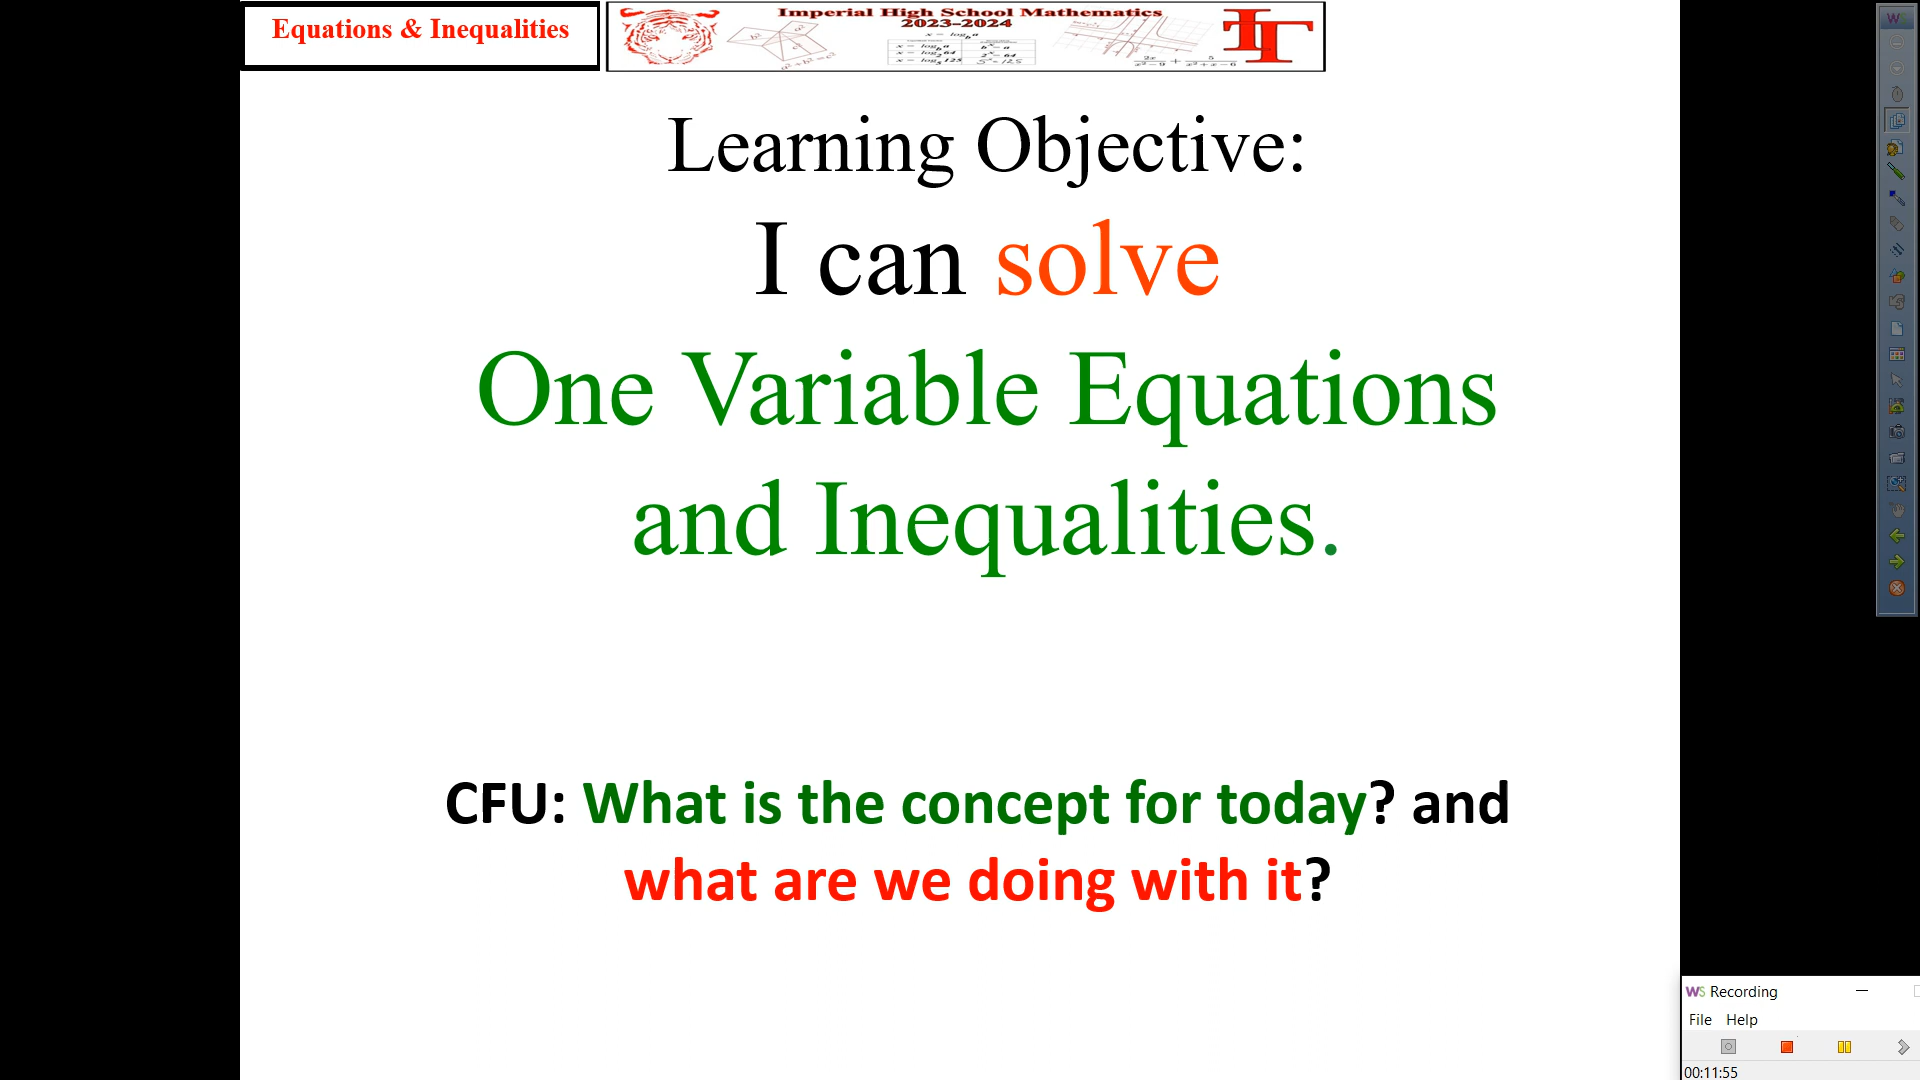 Equations & Inequalities
Imperial High School Mathematics
2023-2024
Learning Objective:
I can solve
One Variable Equations
and Inequalities.
CFU: What is the concept for today? and
what are we doing with it?
WS Recording
File Help
00:11:55